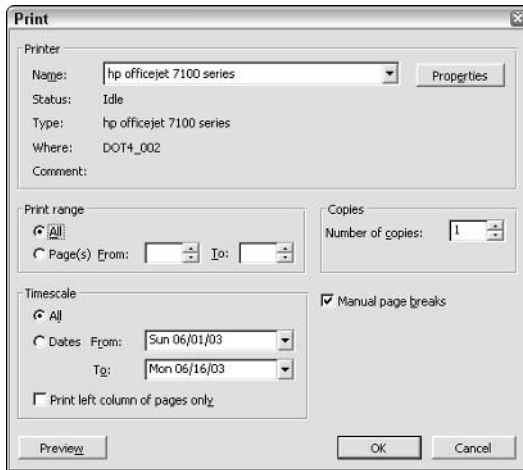 Print
Printer
Name: hp officejet 7100 series Properties
Status: Idle
Type: hp officejet 7100 series
Where: DOT4_002
Comment:
Print range
All
Page(s) From: To:
Copies
Number of copies: 1
Timescale
All
Dates From: Sun 06/01/03
To: Mon 06/16/03
Print left column of pages only
Manual page breaks
Preview OK Cancel